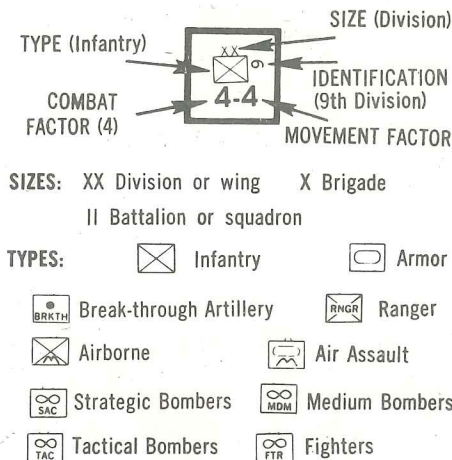 SIZE (Division)
TYPE (Infantry)
XX
9
IDENTIFICATION
(9th Division)
COMBAT
FACTOR (4)
4-4
MOVEMENT FACTOR
SIZES: XX Division or wing X Brigade
II Battalion or squadron
TYPES: Infantry Armor
BRKTH Break-through Artillery RNGR Ranger
Airborne Air Assault
SAC Strategic Bombers MDM Medium Bombers
TAC Tactical Bombers FTR Fighters